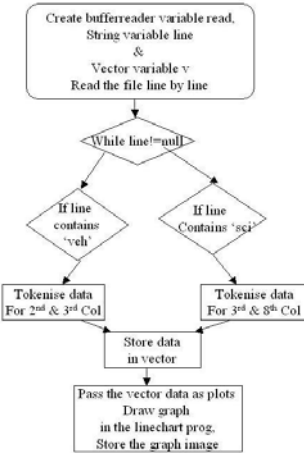 Create bufferreader variable read,
String variable line
&
Vector variable v
Read the file line by line
While line!=null
If line
contains
‘veh’
If line
Contains ‘sci’
Tokenise data
For 2nd & 3rd Col
Tokenise data
For 3rd & 8th Col
Store data
in vector
Pass the vector data as plots
Draw graph
in the linechart prog,
Store the graph image